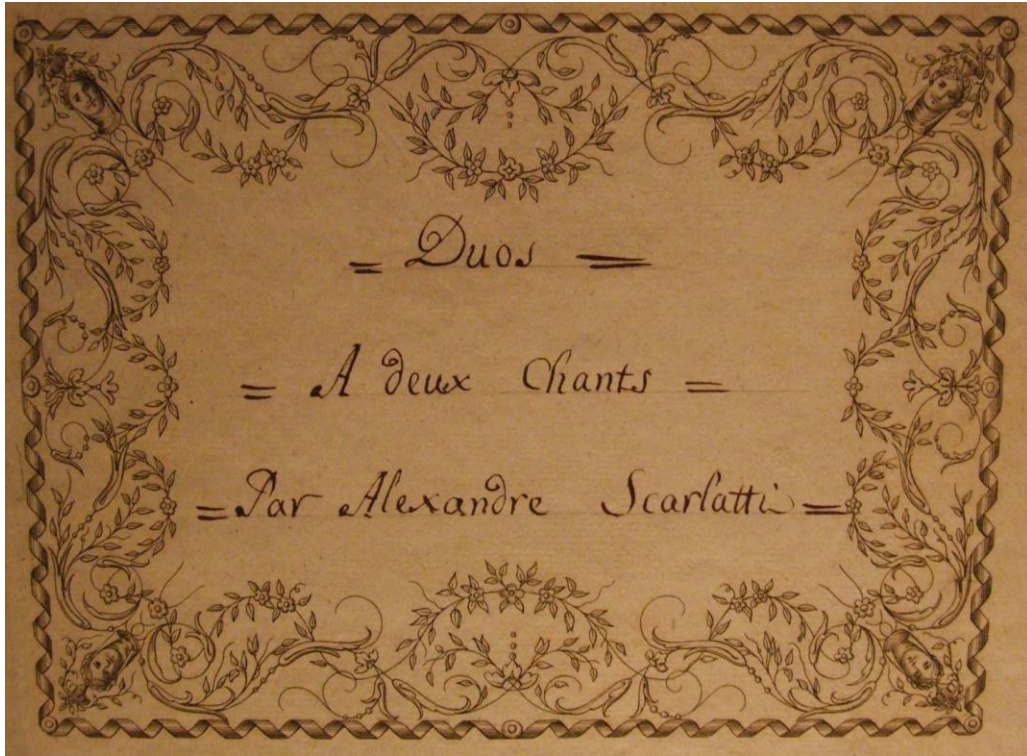 = Duos =
= A deux Chants =
= Par Alexandre Scarlatti =